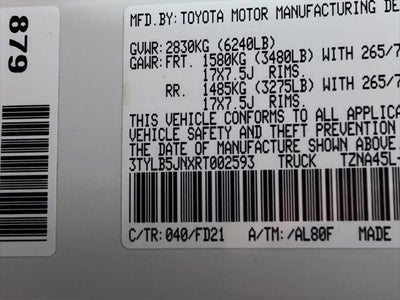 879
MFD.BY:TOYOTA MOTOR MANUFACTURING DE
GVWR:2830KG (6240LB)
GAWR:FRT. 1580KG (3480LB) WITH 265/7
17X7.5J RIMS.
RR. 1485KG (3275LB) WITH 265/7
17X7.5J RIMS.
THIS VEHICLE CONFORMS TO ALL APPLICA
VEHICLE SAFETY AND THEFT PREVENTION
THE DATE OF MANUFACTURE SHOWN ABOVE.
3TYLB5JNXRT002593 TRUCK TZNA45L-
C/TR:040/FD21 A/TM:/AL80F MADE